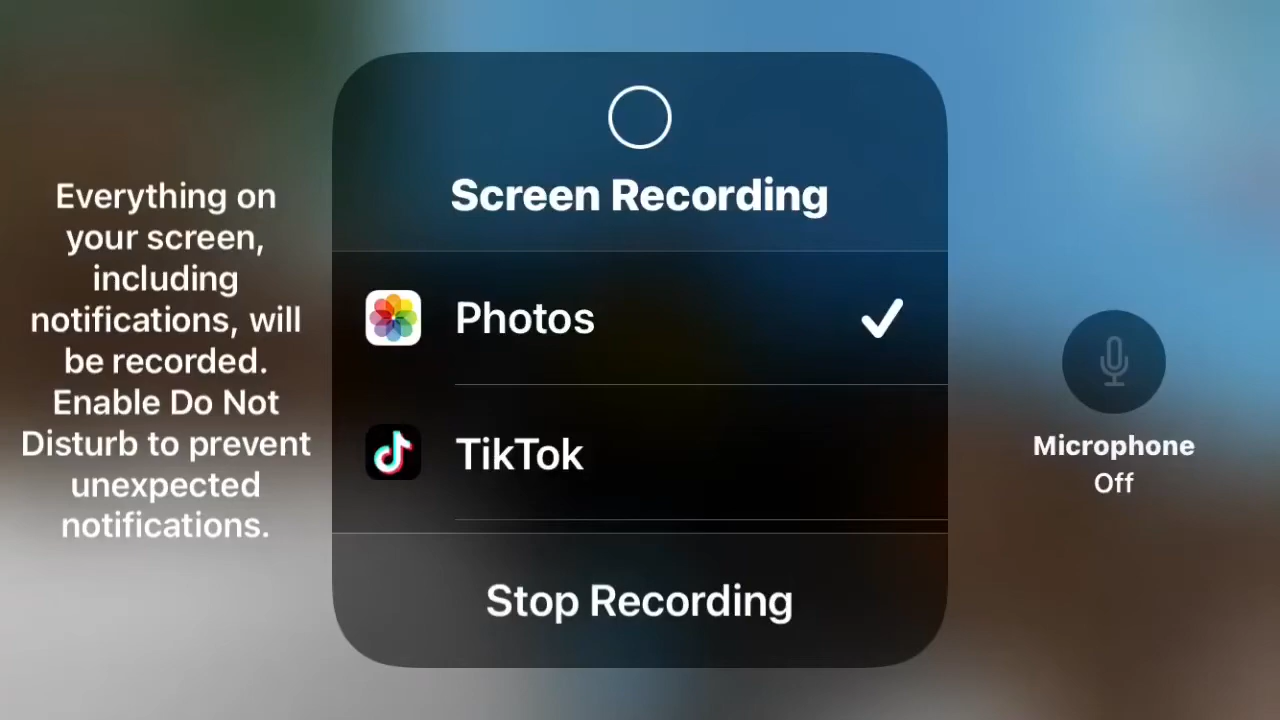 Everything on
your screen,
including
notifications, will
be recorded.
Enable Do Not
Disturb to prevent
unexpected
notifications.
Screen Recording
Photos
TikTok
Stop Recording
Microphone
Off